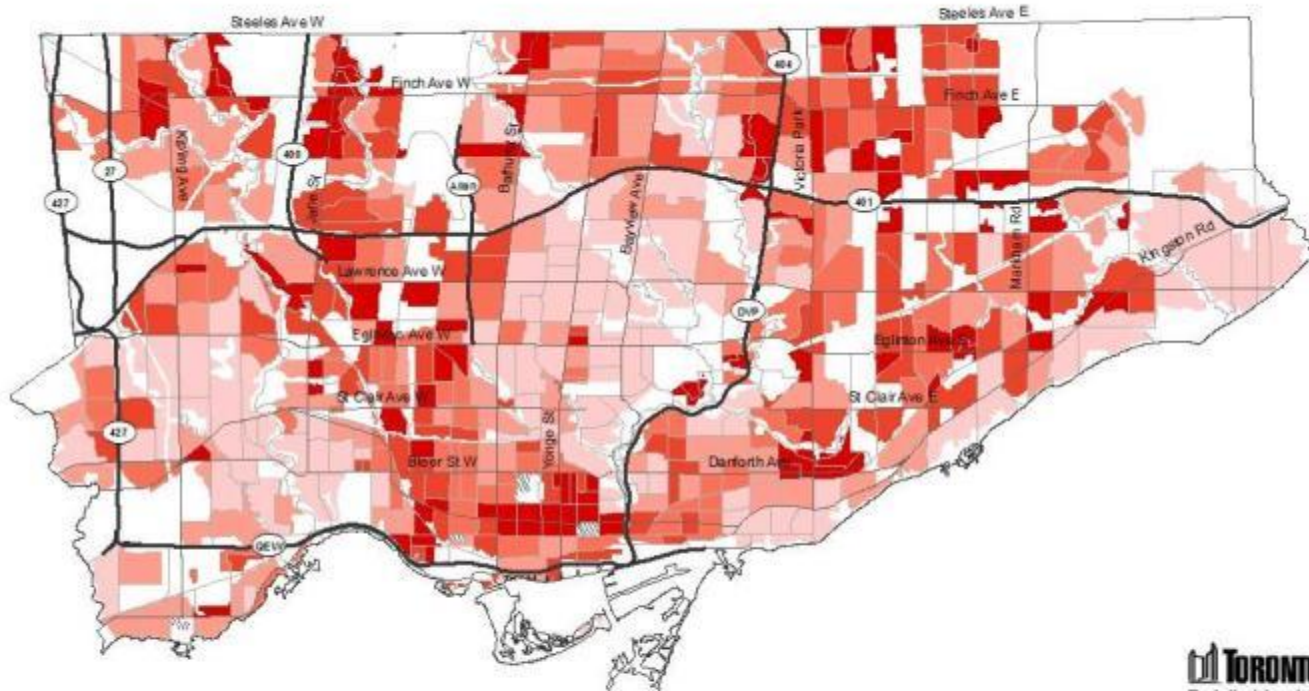 Steeles Ave W
Steeles Ave E
404
Finch Ave W
Finch Ave E
Kipling Ave
27
400
Jane St
Allen
Bathurst St
Victoria Park
427
401
Bayview Ave
Markham Rd
Kingston Rd
Lawrence Ave W
DVP
Eglinton Ave W
Eglinton Ave E
St Clair Ave W
St Clair Ave E
427
Yonge St
Bloor St W
Danforth Ave
QEW
TORONTO